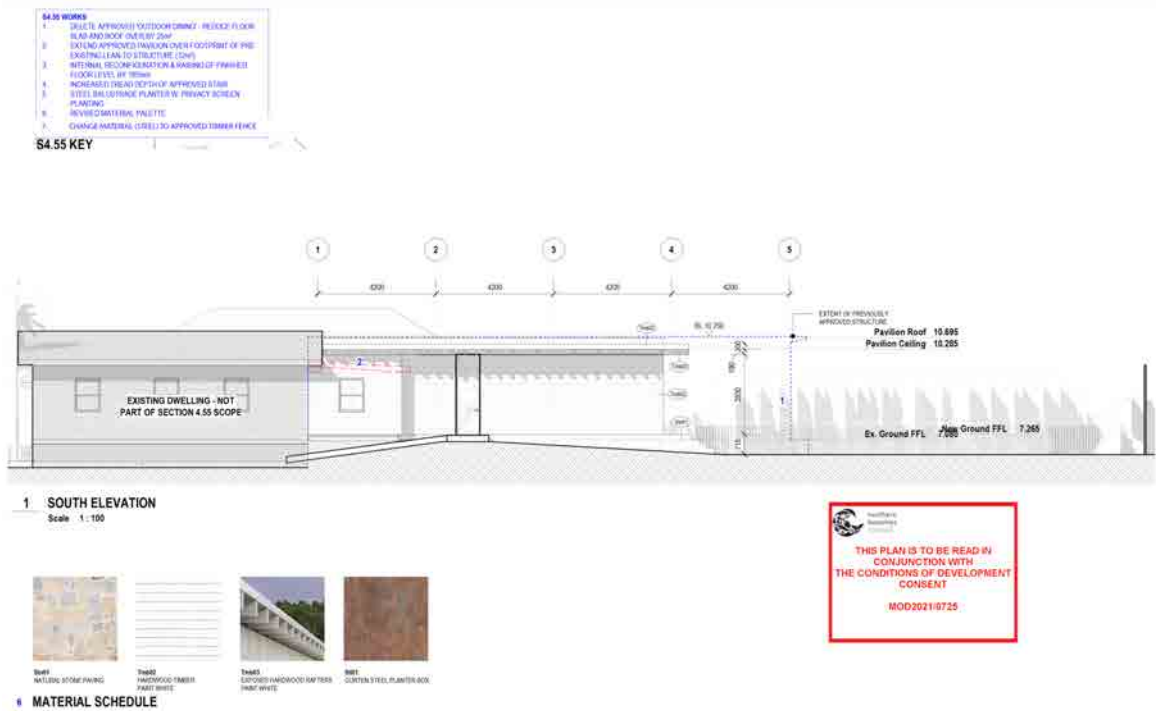 S4.55 WORKS
1. DELETE APPROVED OUTDOOR DINING - REDUCE FLOOR
SLAB AND ROOF OVER BY 25m²
2. EXTEND APPROVED PAVILION OVER FOOTPRINT OF PRE
EXISTING LEAN-TO STRUCTURE (12m²)
3. INTERNAL RECONFIGURATION & RAISING OF FINISHED
FLOOR LEVEL BY
4. INCREASED TREAD DEPTH OF APPROVED STAIR
5. STEEL BALUSTRADE PLANTER W. PRIVACY SCREEN
PLANTING
6. REVISED MATERIAL PALETTE
7. CHANGE MATERIAL (STEEL) TO APPROVED TIMBER FENCE
S4.55 KEY
1 2 3 4 5
4200 4200 4200 4200
EXTENT OF PREVIOUSLY
APPROVED STRUCTURE
Pavilion Roof 10.695
Pavilion Ceiling
2
EXISTING DWELLING - NOT
PART OF SECTION 4.55 SCOPE
1
Ex. Ground FFL
New Ground FFL 7.265
715
1 SOUTH ELEVATION
Scale 1 : 100
northern
beaches
council
THIS PLAN IS TO BE READ IN
CONJUNCTION WITH
THE CONDITIONS OF DEVELOPMENT
CONSENT
MOD2021/0725
NATURAL STONE PAVING
HARDWOOD TIMBER
PAINT WHITE
EXPOSED HARDWOOD RAFTERS
PAINT WHITE
CORTEN STEEL PLANTER BOX
6 MATERIAL SCHEDULE